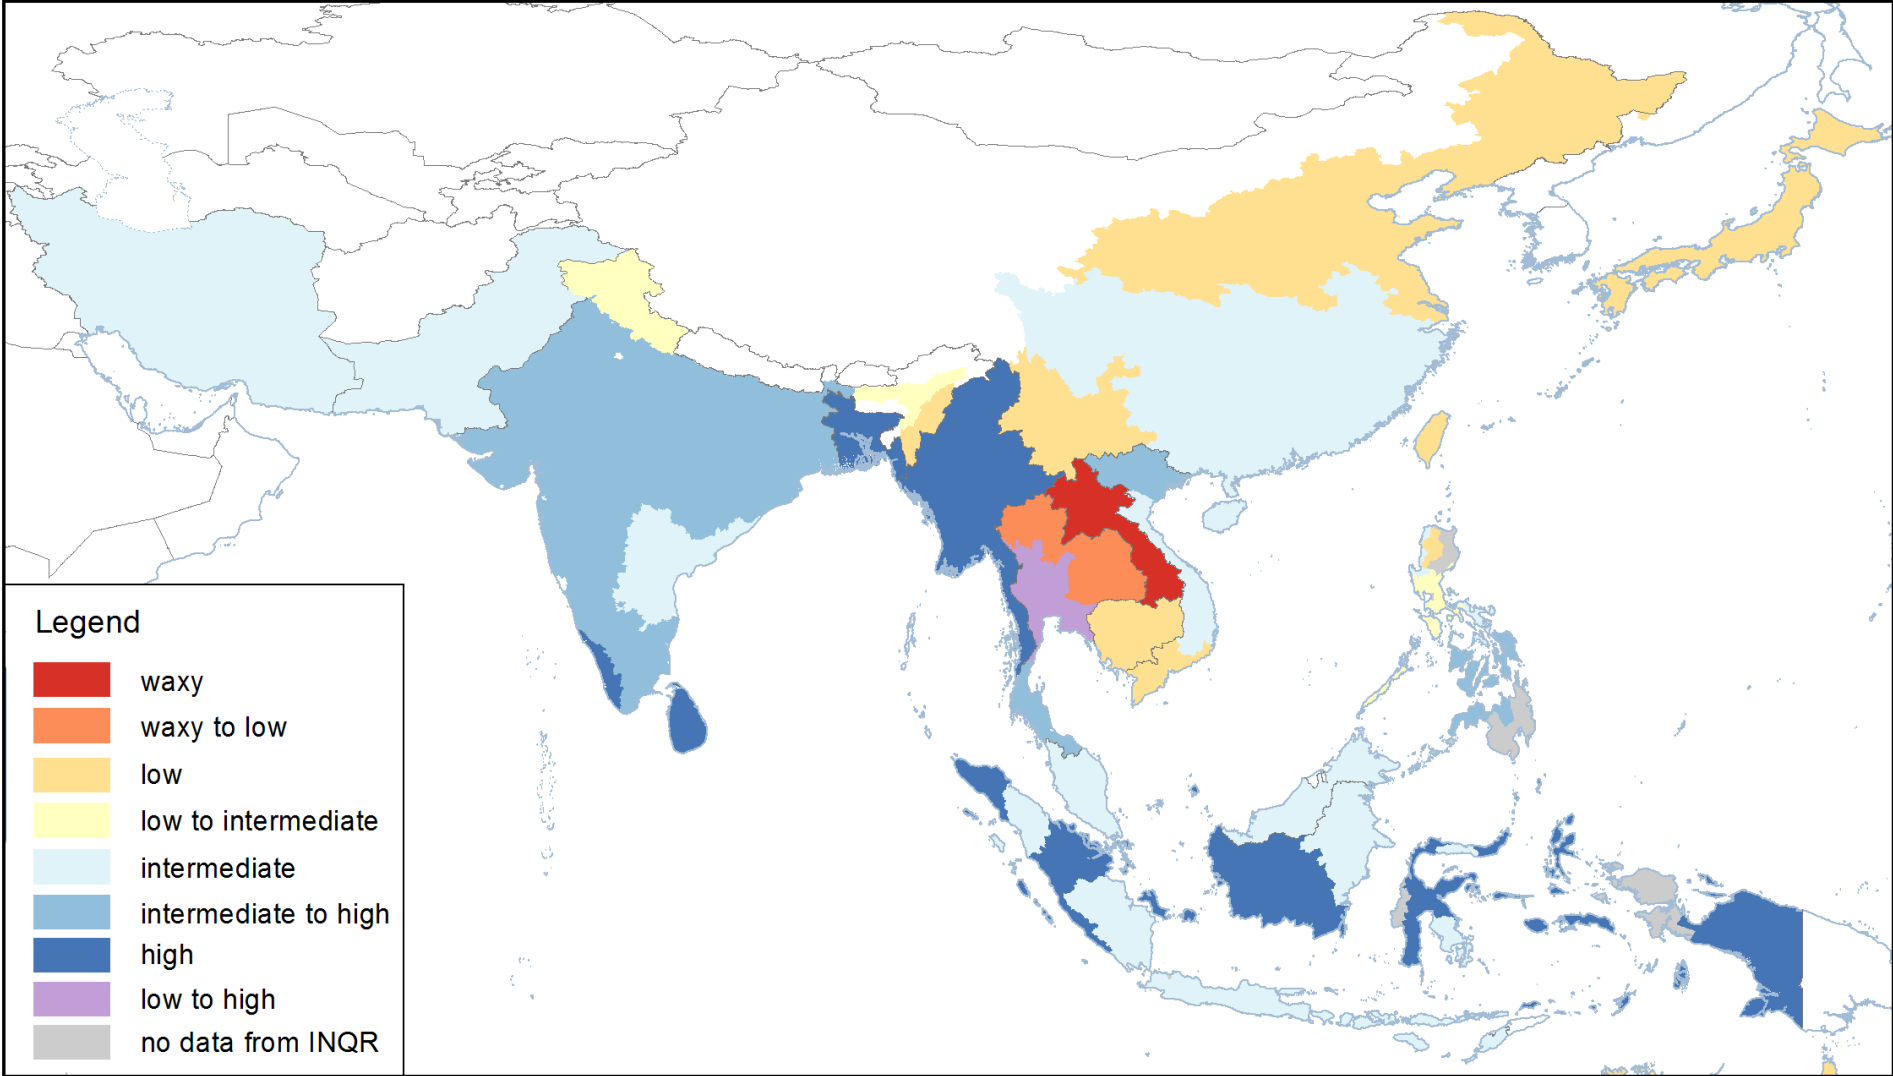 Legend
waxy
waxy to low
low
low to intermediate
intermediate
intermediate to high
high
low to high
no data from INQR